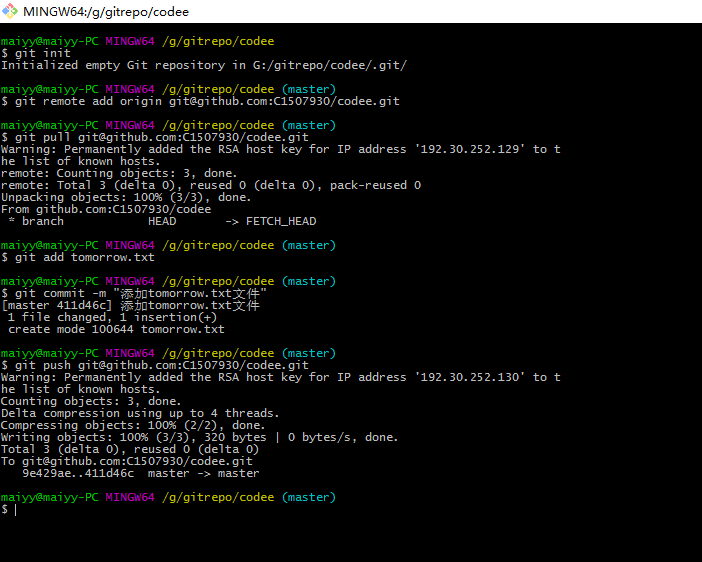 MINGW64:/g/gitrepo/codee
maiyy@maiyy-PC MINGW64 /g/gitrepo/codee
$ git init
Initialized empty Git repository in G:/gitrepo/codee/.git/
maiyy@maiyy-PC MINGW64 /g/gitrepo/codee (master)
$ git remote add origin git@github.com:C1507930/codee.git
maiyy@maiyy-PC MINGW64 /g/gitrepo/codee (master)
$ git pull git@github.com:C1507930/codee.git
Warning: Permanently added the RSA host key for IP address '192.30.252.129' to t
he list of known hosts.
remote: Counting objects: 3, done.
remote: Total 3 (delta 0), reused 0 (delta 0), pack-reused 0
Unpacking objects: 100% (3/3), done.
From github.com:C1507930/codee
 * branch            HEAD       -> FETCH_HEAD
maiyy@maiyy-PC MINGW64 /g/gitrepo/codee (master)
$ git add tomorrow.txt
maiyy@maiyy-PC MINGW64 /g/gitrepo/codee (master)
$ git commit -m "添加tomorrow.txt文件"
[master 411d46c] 添加tomorrow.txt文件
 1 file changed, 1 insertion(+)
 create mode 100644 tomorrow.txt
maiyy@maiyy-PC MINGW64 /g/gitrepo/codee (master)
$ git push git@github.com:C1507930/codee.git
Warning: Permanently added the RSA host key for IP address '192.30.252.130' to t
he list of known hosts.
Counting objects: 3, done.
Delta compression using up to 4 threads.
Compressing objects: 100% (2/2), done.
Writing objects: 100% (3/3), 320 bytes | 0 bytes/s, done.
Total 3 (delta 0), reused 0 (delta 0)
To git@github.com:C1507930/codee.git
   9e429ae..411d46c  master -> master
maiyy@maiyy-PC MINGW64 /g/gitrepo/codee (master)
$